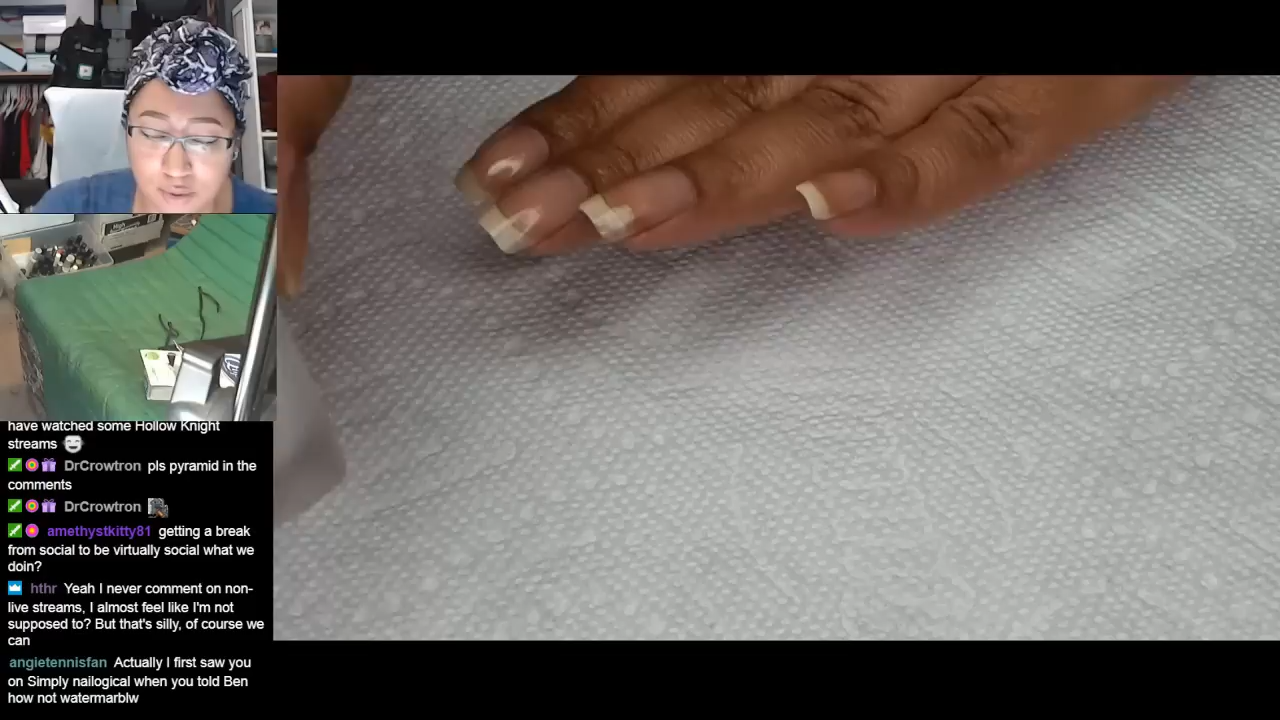 have watched some Hollow Knight
streams
DrCrowtron pls pyramid in the
comments
DrCrowtron
amethystkitty81 getting a break
from social to be virtually social what we
doin?
hthr Yeah I never comment on non-
live streams, I almost feel like I'm not
supposed to? But that's silly, of course we
can
angietennisfan Actually I first saw you
on Simply nailogical when you told Ben
how not watermarblw